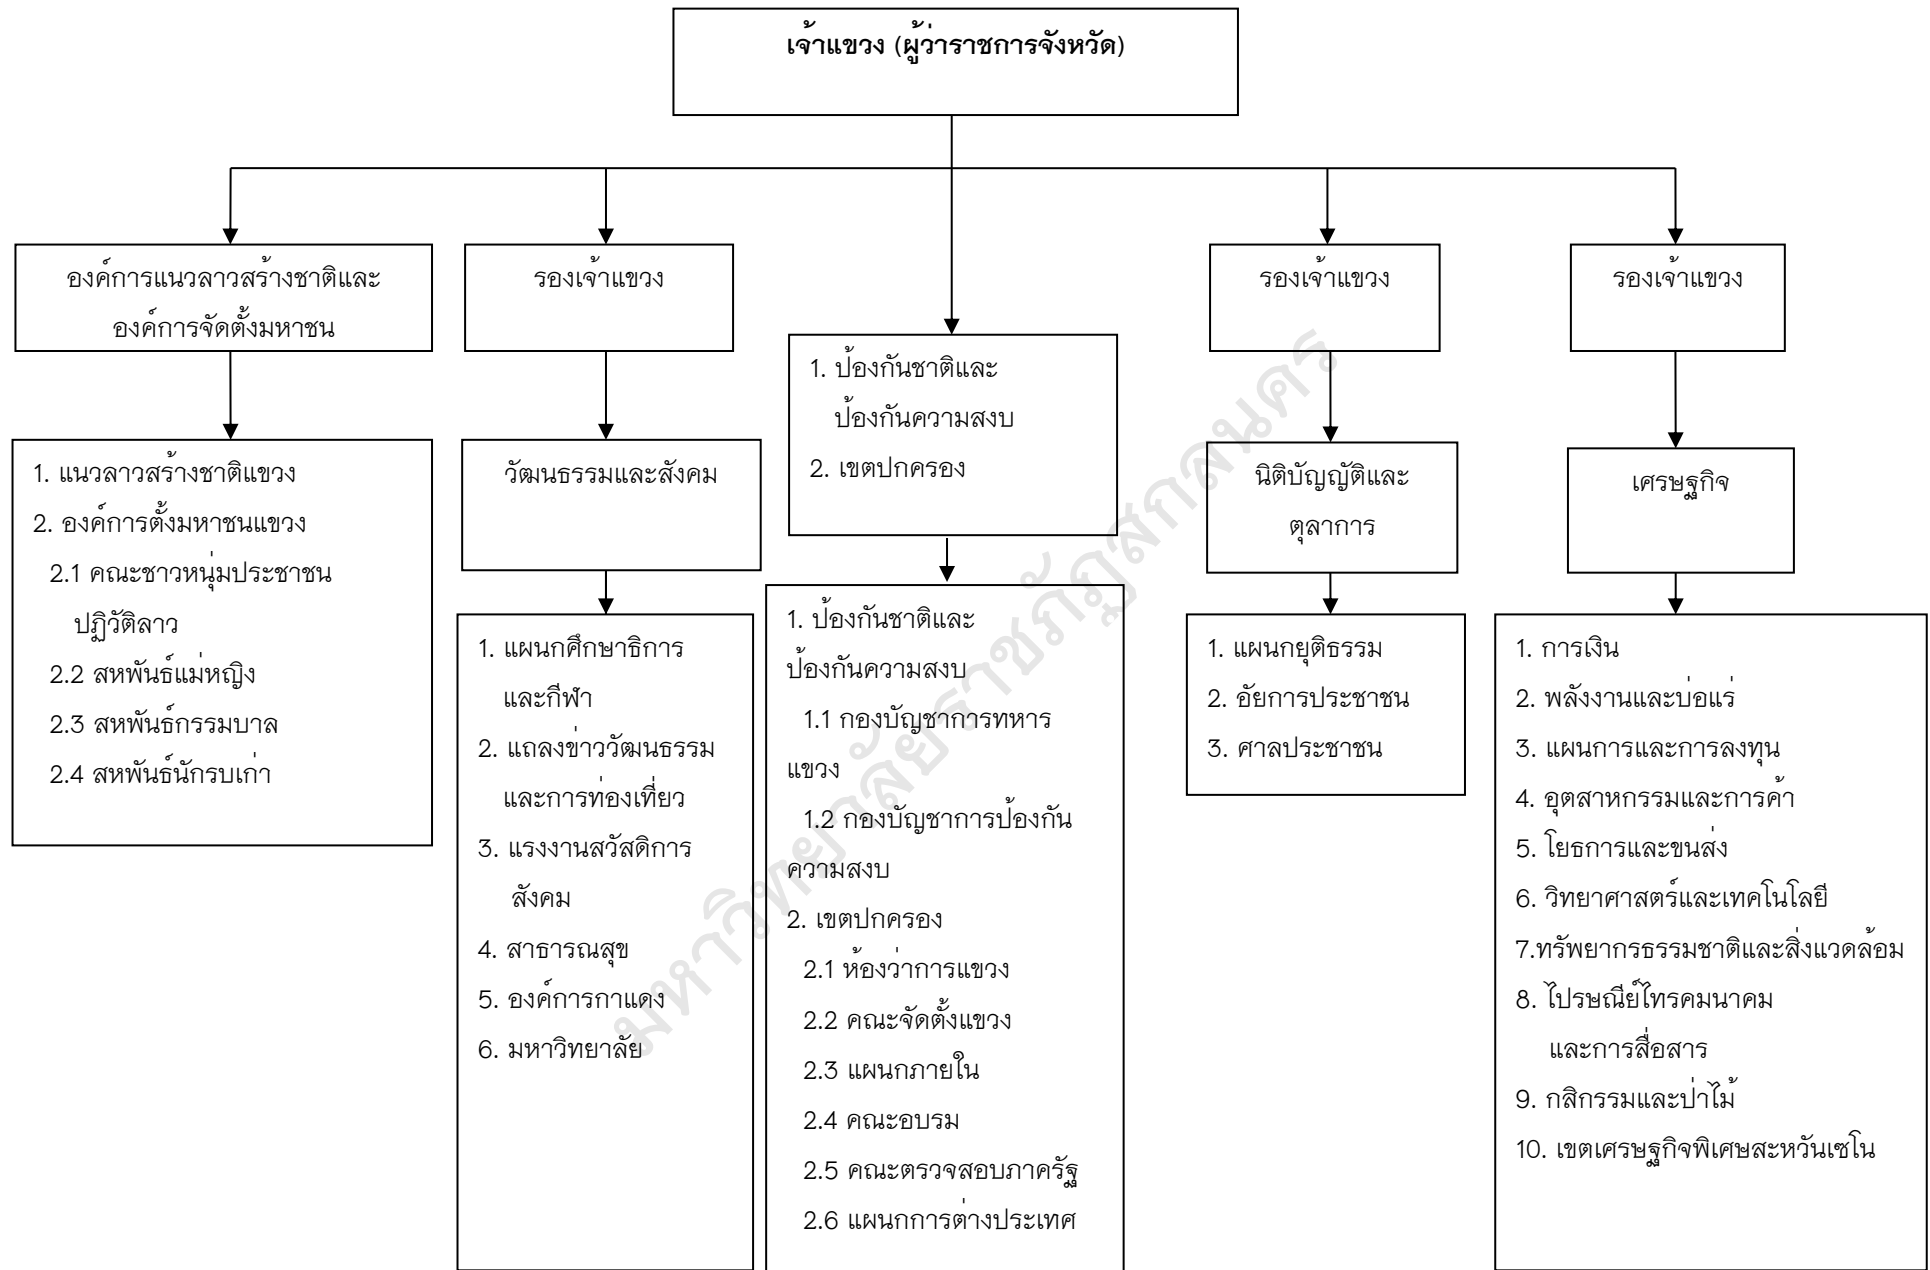 เจ้าแขวง (ผู้ว่าราชการจังหวัด)
องค์การแนวลาวสร้างชาติและ
องค์การจัดตั้งมหาชน
รองเจ้าแขวง
1. ป้องกันชาติและ
ป้องกันความสงบ
2. เขตปกครอง
รองเจ้าแขวง
รองเจ้าแขวง
1. แนวลาวสร้างชาติแขวง
2. องค์การตั้งมหาชนแขวง
2.1 คณะชาวหนุ่มประชาชน
ปฏิวัติลาว
2.2 สหพันธ์แม่หญิง
2.3 สหพันธ์กรรมบาล
2.4 สหพันธ์นักรบเก่า
วัฒนธรรมและสังคม
นิติบัญญัติและ
ตุลาการ
เศรษฐกิจ
1. แผนกศึกษาธิการ
และกีฬา
2. แถลงข่าววัฒนธรรม
และการท่องเที่ยว
3. แรงงานสวัสดิการ
สังคม
4. สาธารณสุข
5. องค์การกาแดง
6. มหาวิทยาลัย
1. ป้องกันชาติและ
ป้องกันความสงบ
1.1 กองบัญชาการทหาร
แขวง
1.2 กองบัญชาการป้องกัน
ความสงบ
2. เขตปกครอง
2.1 ห้องว่าการแขวง
2.2 คณะจัดตั้งแขวง
2.3 แผนกภายใน
2.4 คณะอบรม
2.5 คณะตรวจสอบภาครัฐ
2.6 แผนกการต่างประเทศ
1. แผนกยุติธรรม
2. อัยการประชาชน
3. ศาลประชาชน
1. การเงิน
2. พลังงานและบ่อแร่
3. แผนการและการลงทุน
4. อุตสาหกรรมและการค้า
5. โยธการและขนส่ง
6. วิทยาศาสตร์และเทคโนโลยี
7.ทรัพยากรธรรมชาติและสิ่งแวดล้อม
8. ไปรษณีย์ไทรคมนาคม
และการสื่อสาร
9. กสิกรรมและป่าไม้
10. เขตเศรษฐกิจพิเศษสะหวันเซโน
มหาวิทยาลัยราชภัฏสกลนคร